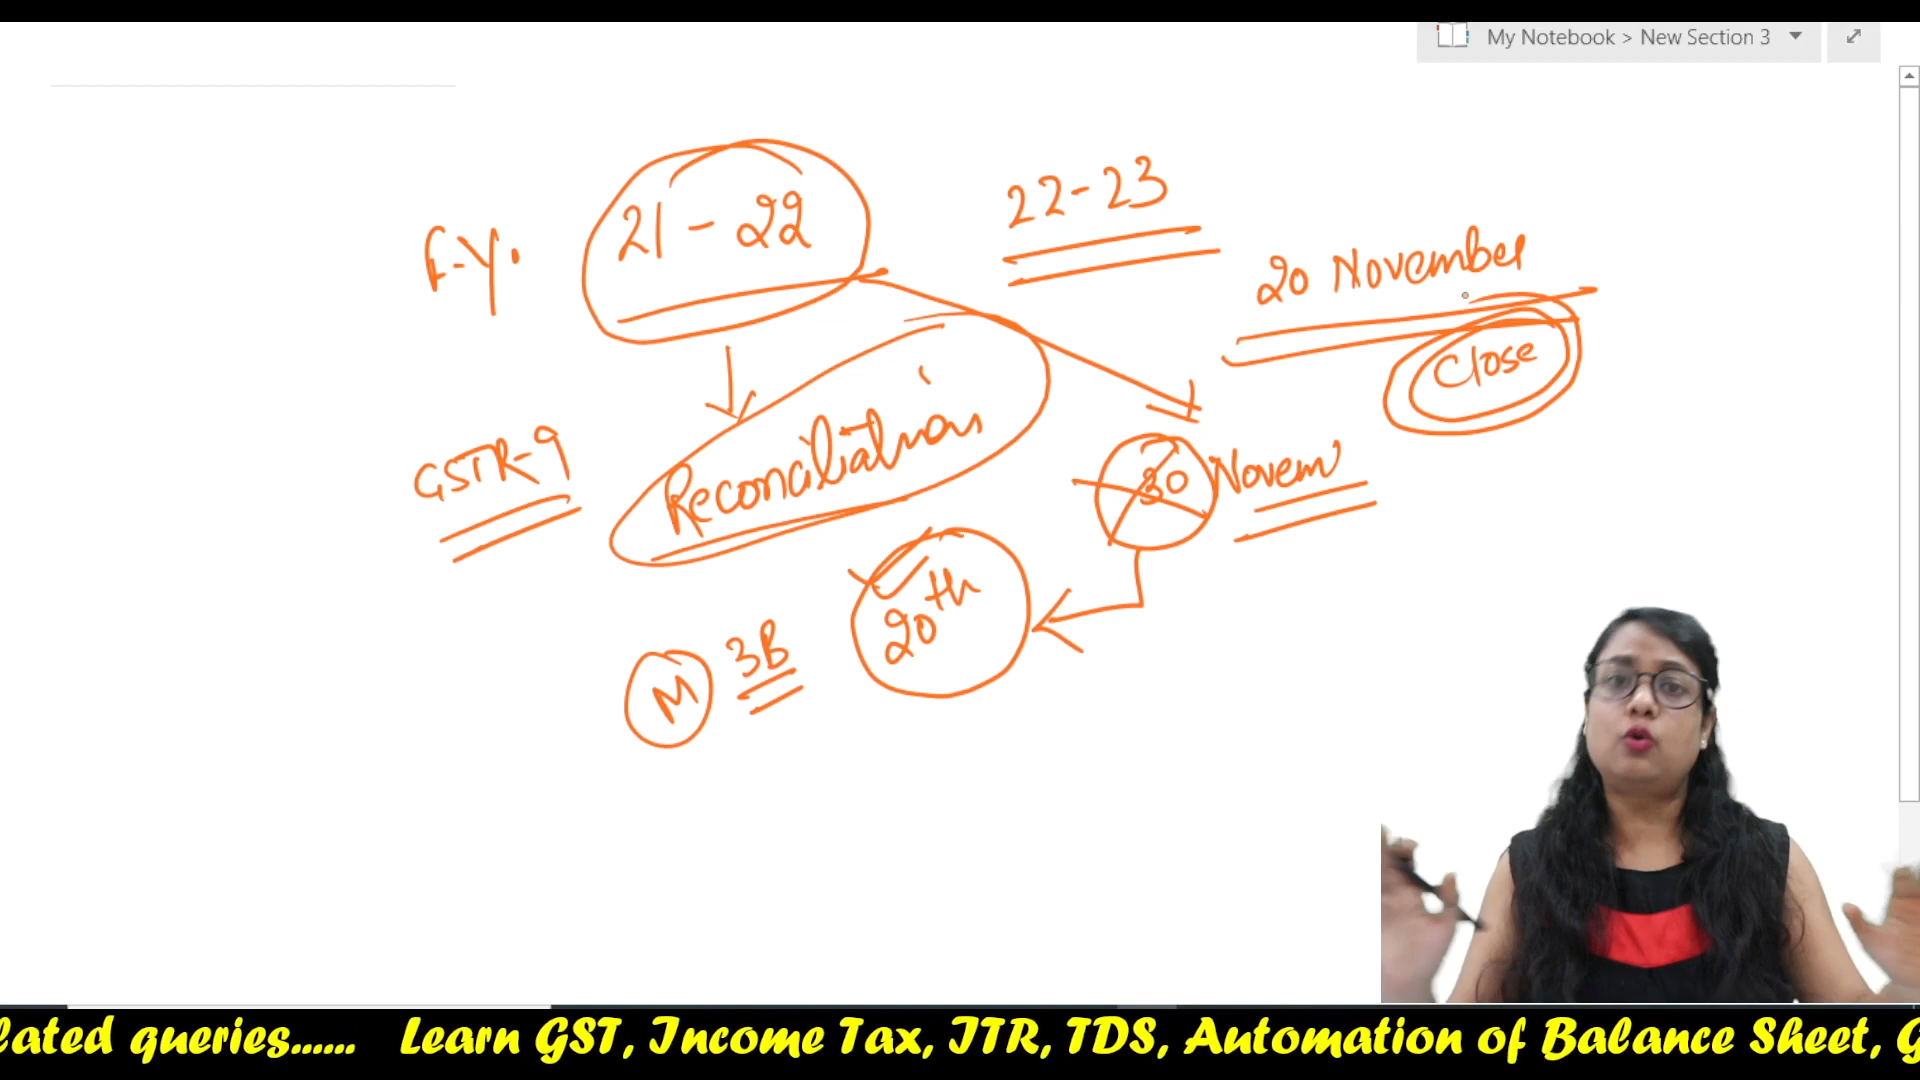 My Notebook > New Section 3
F.Y. 21-22
22-23
20 November
Close
GSTR-9
Reconciliation
30 Novem
20th
M 3B
lated queries...... Learn GST, Income Tax, ITR, TDS, Automation of Balance Sheet, G